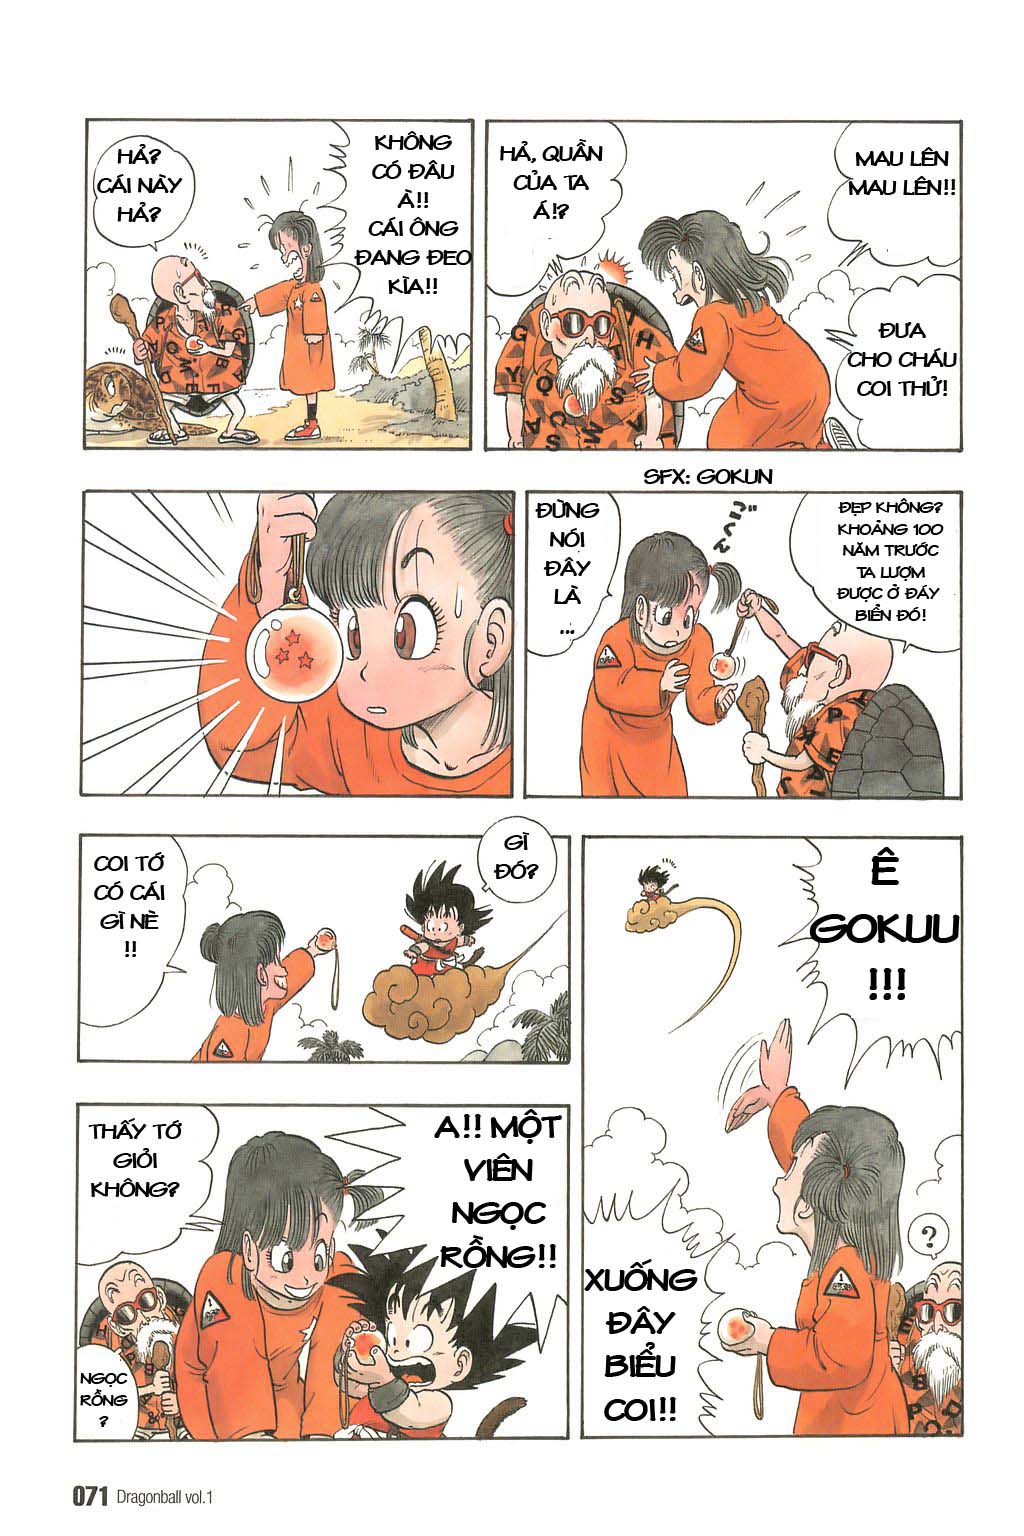 MAU LÊN
MAU LÊN!!
ĐƯA
CHO CHÁU
COI THỬ!
HẢ, QUẦN
CỦA TA
Á!?
KHÔNG
CÓ ĐÂU
À!!
CÁI ÔNG
ĐANG ĐEO
KÌA!!
HẢ?
CÁI NÀY
HẢ?
SFX: GOKUN
ĐẸP KHÔNG?
KHOẢNG 100
NĂM TRƯỚC
TA LƯỢM
ĐƯỢC Ở ĐÁY
BIỂN ĐÓ!
ごくん
ĐỪNG
NÓI
ĐÂY
LÀ
...
Ê
GOKUU
!!!
XUỐNG
ĐÂY
BIỂU
COI!!
?
GÌ
ĐÓ?
COI TỚ
CÓ CÁI
GÌ NÈ
!!
A!! MỘT
VIÊN
NGỌC
RỒNG!!
THẤY TỚ
GIỎI
KHÔNG?
NGỌC
RỒNG
?
071 Dragonball vol.1